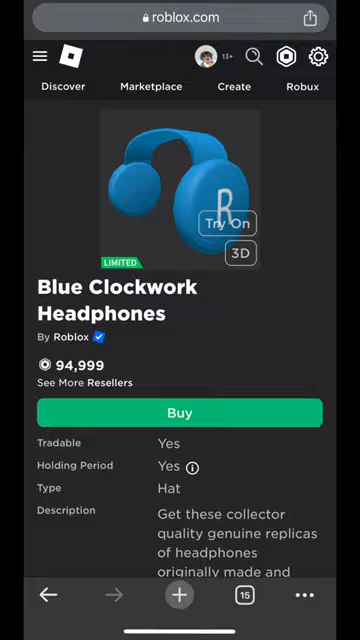 roblox.com
13+
Discover Marketplace Create Robux
R
Try On
3D
LIMITED
Blue Clockwork
Headphones
By Roblox
94,999
See More Resellers
Buy
Tradable Yes
Holding Period Yes
Type Hat
Description Get these collector
quality genuine replicas
of headphones
originally made and
15